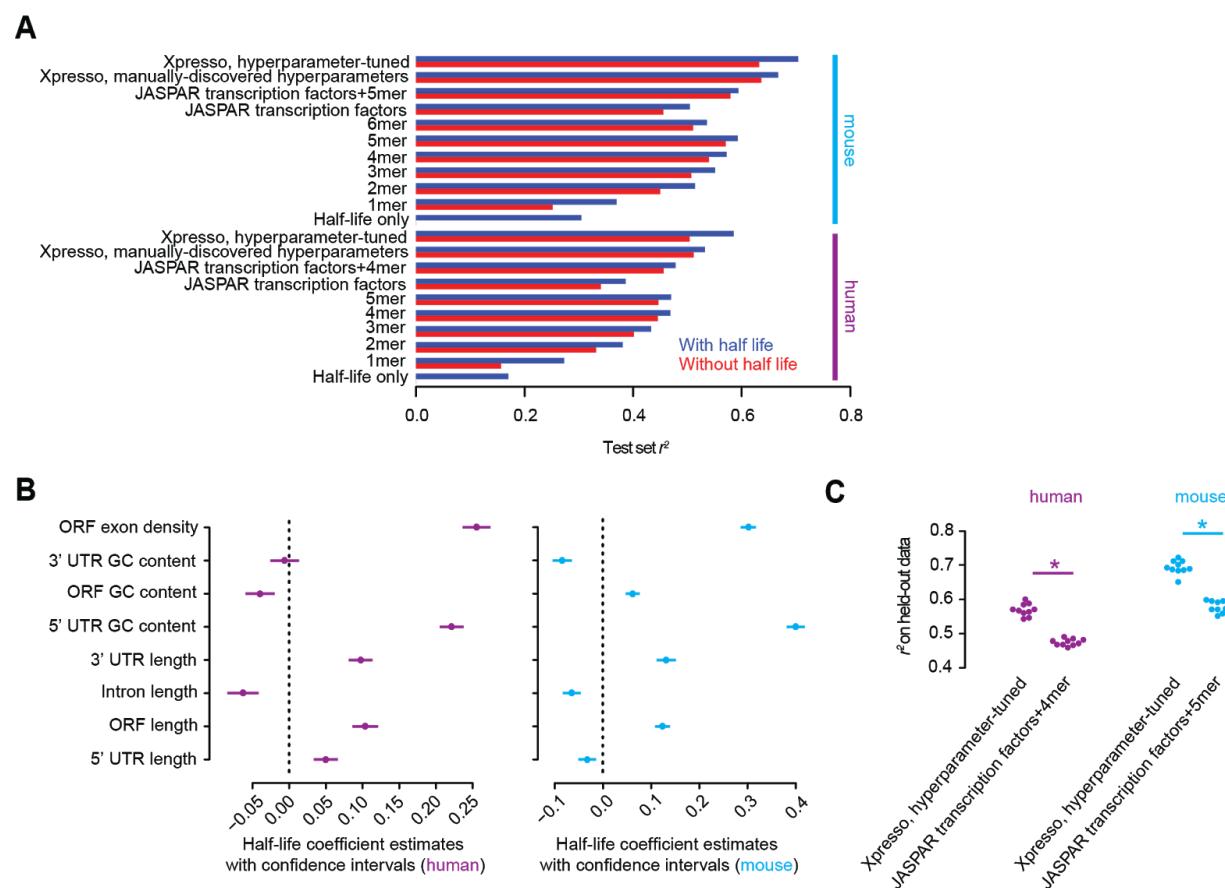 A
Xpresso, hyperparameter-tuned
Xpresso, manually-discovered hyperparameters
JASPAR transcription factors+5mer
JASPAR transcription factors
6mer
5mer
4mer
3mer
2mer
1mer
Half-life only
mouse
Xpresso, hyperparameter-tuned
Xpresso, manually-discovered hyperparameters
JASPAR transcription factors+4mer
JASPAR transcription factors
5mer
4mer
3mer
2mer
1mer
Half-life only
human
With half life
Without half life
0.0 0.2 0.4 0.6 0.8
Test set r²
B
ORF exon density
3' UTR GC content
ORF GC content
5' UTR GC content
3' UTR length
Intron length
ORF length
5' UTR length
−0.05 0.00 0.05 0.10 0.15 0.20 0.25
Half-life coefficient estimates
with confidence intervals (human)
−0.1 0.0 0.1 0.2 0.3 0.4
Half-life coefficient estimates
with confidence intervals (mouse)
C
human mouse
* *
0.8
0.7
0.6
0.5
0.4
r² on held-out data
Xpresso, hyperparameter-tuned
JASPAR transcription factors+4mer
Xpresso, hyperparameter-tuned
JASPAR transcription factors+5mer